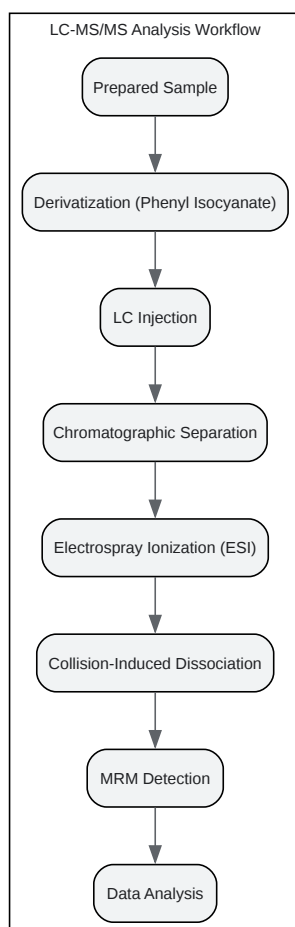 LC-MS/MS Analysis Workflow
Prepared Sample
Derivatization (Phenyl Isocyanate)
LC Injection
Chromatographic Separation
Electrospray Ionization (ESI)
Collision-Induced Dissociation
MRM Detection
Data Analysis